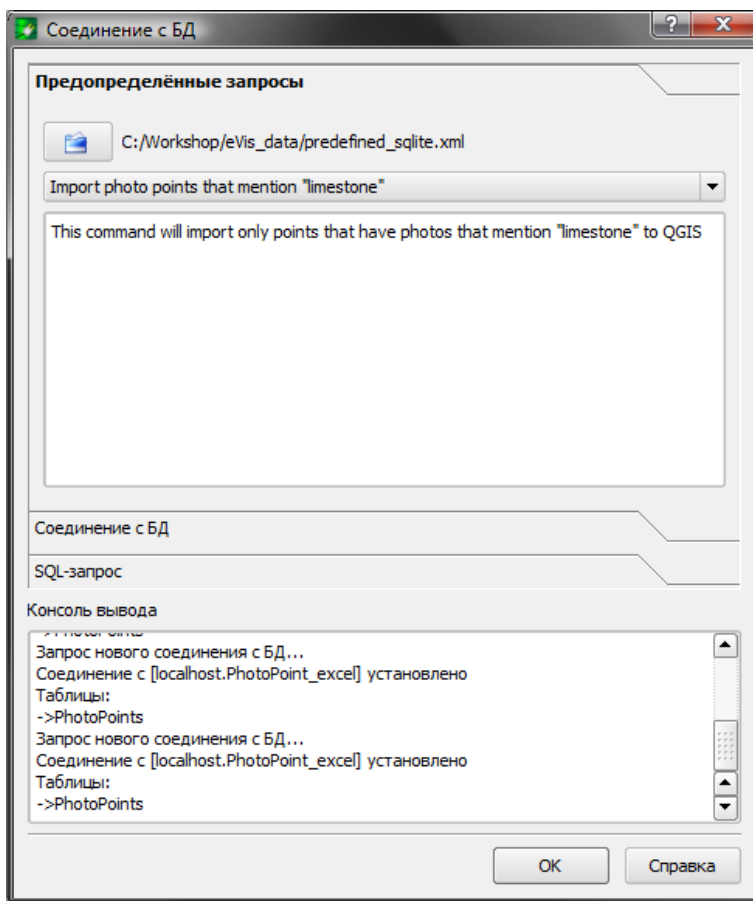 Соединение с БД
Предопределённые запросы
C:/Workshop/eVis_data/predefined_sqlite.xml
Import photo points that mention "limestone"
This command will import only points that have photos that mention "limestone" to QGIS
Соединение с БД
SQL-запрос
Консоль вывода
->PhotoPoints
Запрос нового соединения с БД...
Соединение с [localhost.PhotoPoint_excel] установлено
Таблицы:
->PhotoPoints
Запрос нового соединения с БД...
Соединение с [localhost.PhotoPoint_excel] установлено
Таблицы:
->PhotoPoints
OK
Справка